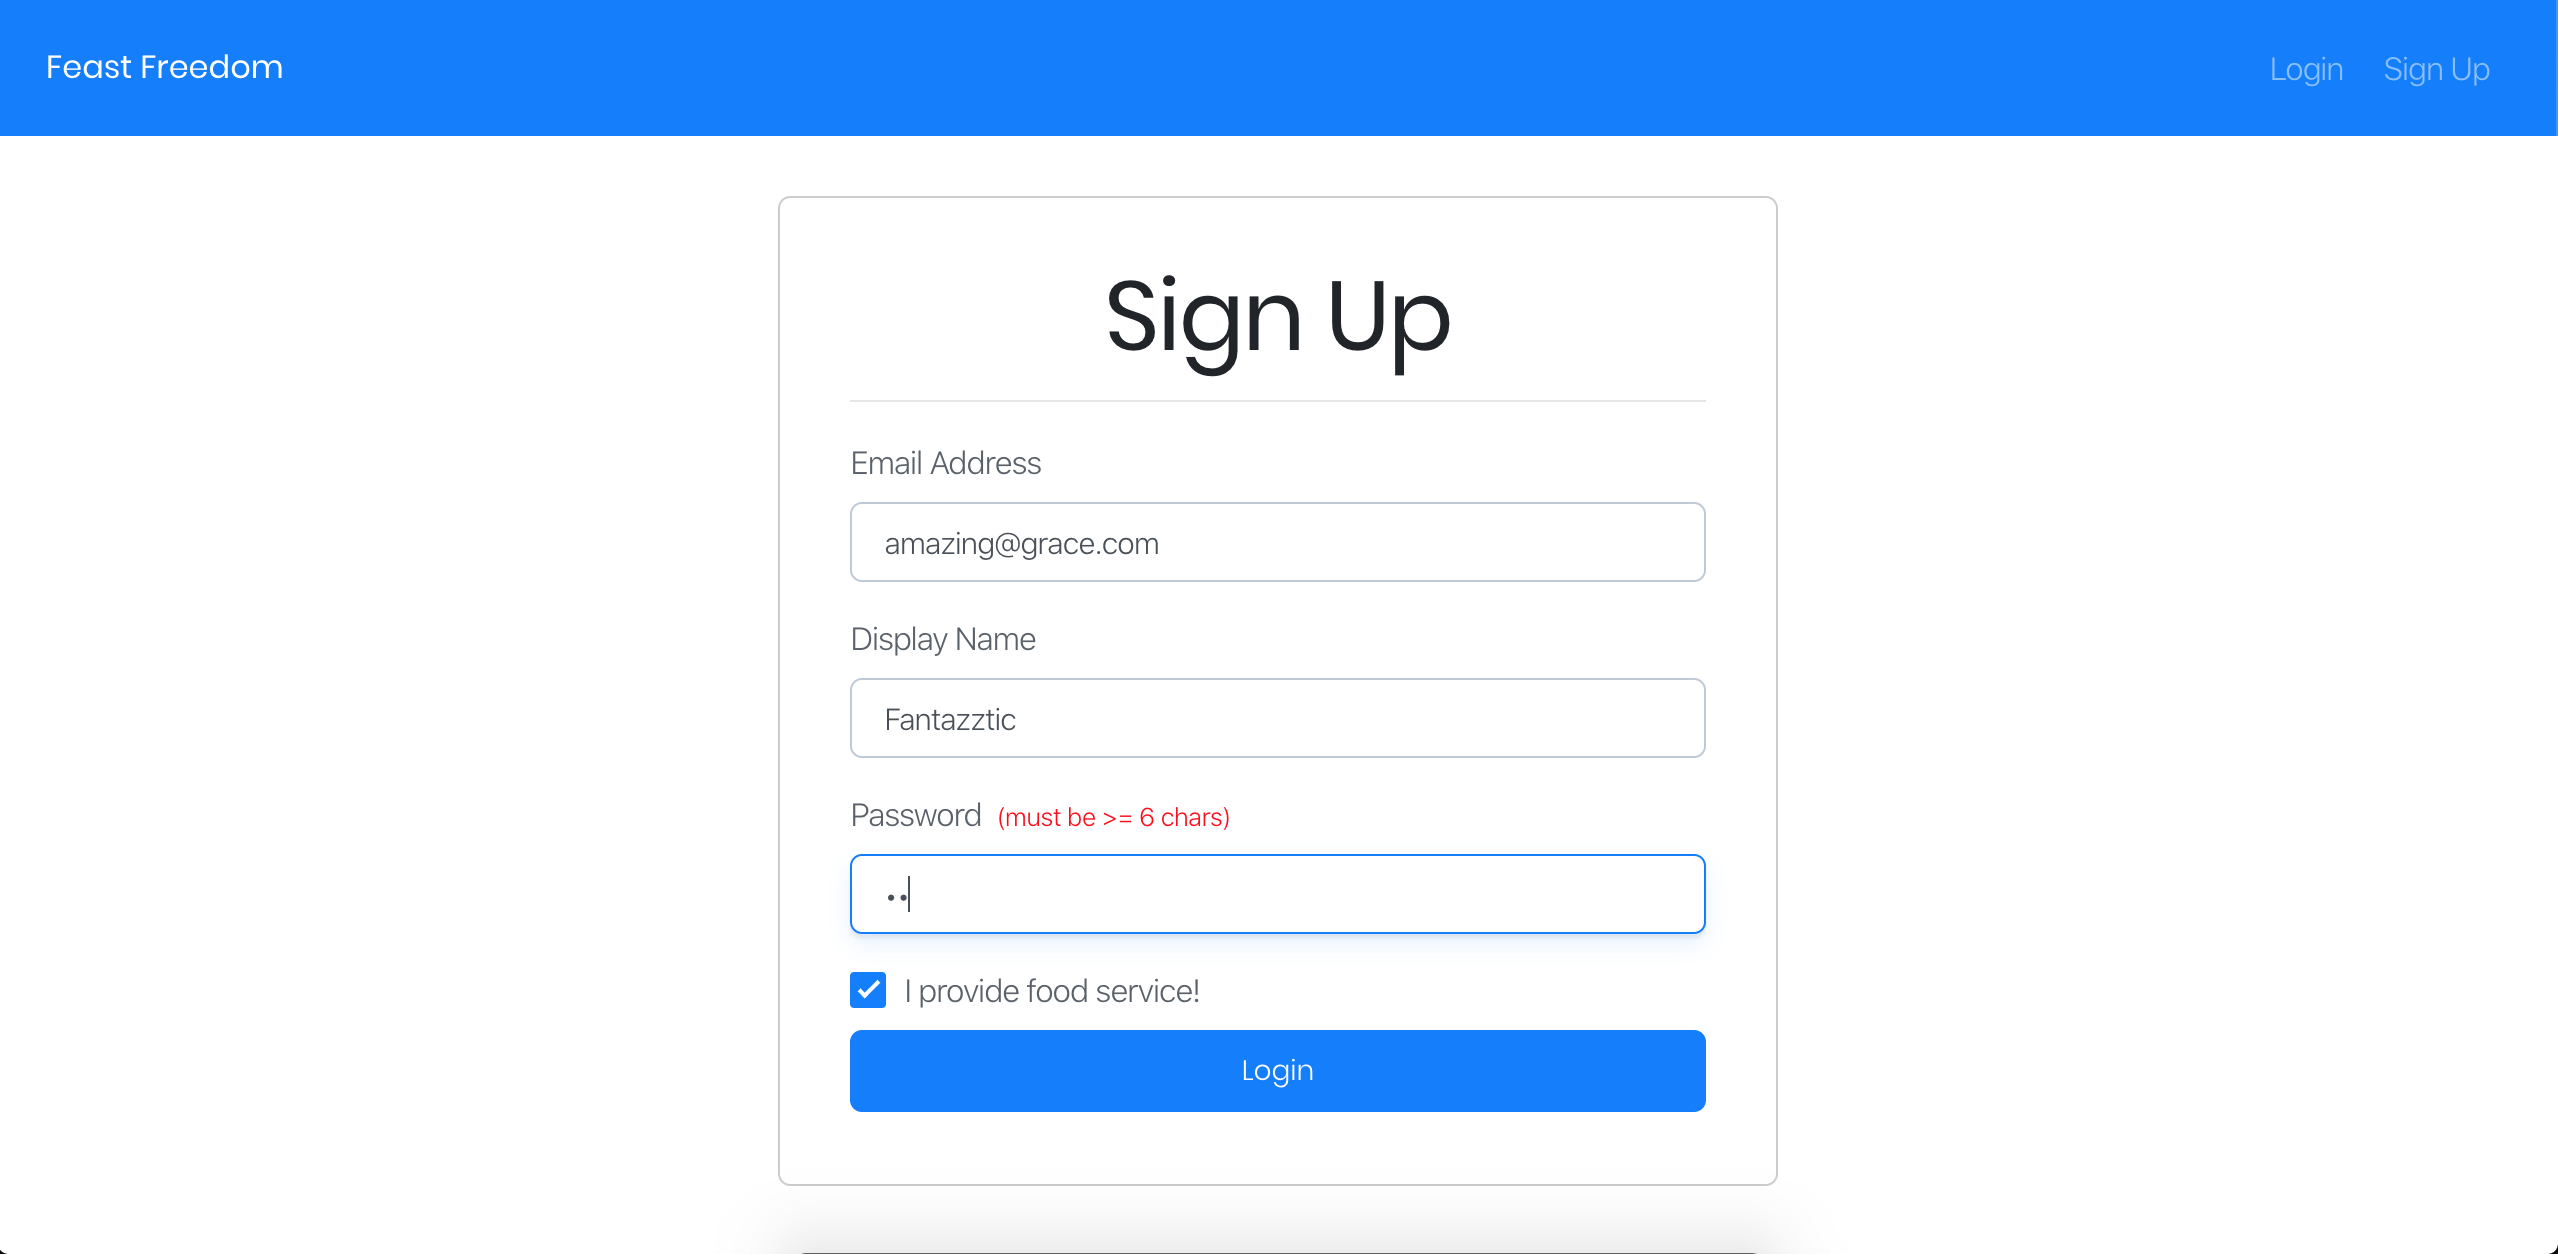 Feast Freedom
Login Sign Up
Sign Up
Email Address
amazing@grace.com
Display Name
Fantazztic
Password (must be >= 6 chars)
••
I provide food service!
Login